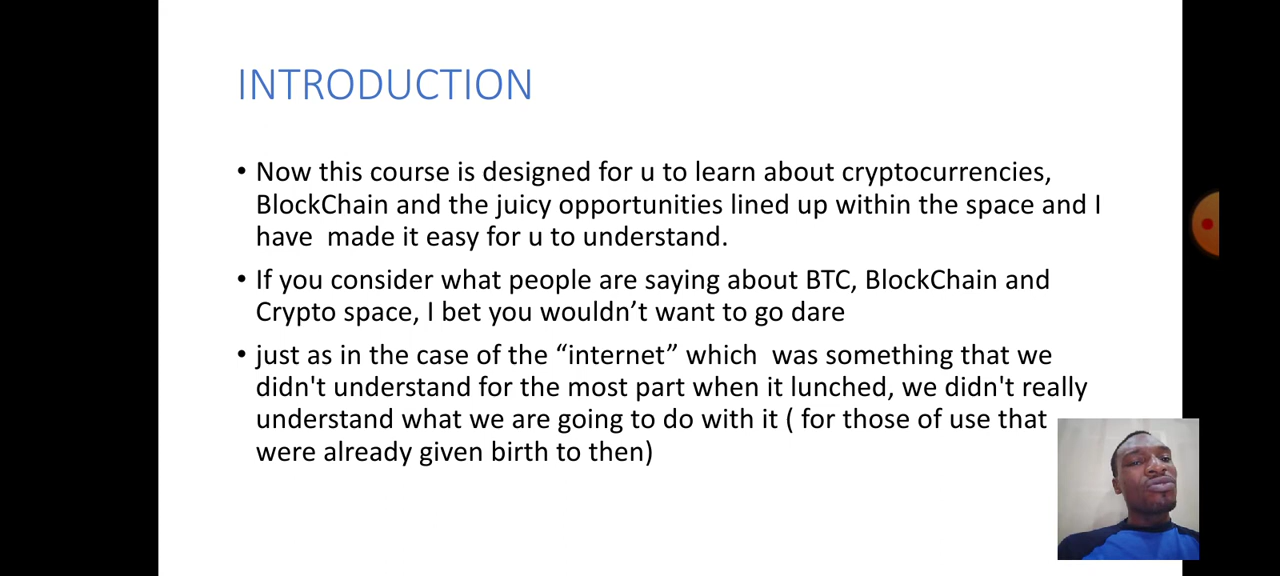 INTRODUCTION
• Now this course is designed for u to learn about cryptocurrencies,
BlockChain and the juicy opportunities lined up within the space and I
have  made it easy for u to understand.
• If you consider what people are saying about BTC, BlockChain and
Crypto space, I bet you wouldn’t want to go dare
• just as in the case of the “internet” which  was something that we
didn't understand for the most part when it lunched, we didn't really
understand what we are going to do with it ( for those of use that
were already given birth to then)